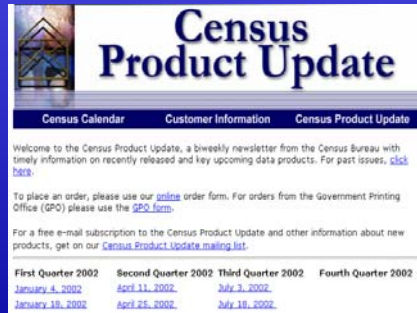 Census
Product Update
Census Calendar Customer Information Census Product Update
Welcome to the Census Product Update, a biweekly newsletter from the Census Bureau with
timely information on recently released and key upcoming data products. For past issues, click
here.
To place an order, please use our online order form. For orders from the Government Printing
Office (GPO) please use the GPO form.
For a free e-mail subscription to the Census Product Update and other information about new
products, get on our Census Product Update mailing list.
First Quarter 2002 Second Quarter 2002 Third Quarter 2002 Fourth Quarter 2002
January 4, 2002 April 11, 2002 July 3, 2002
January 18, 2002 April 25, 2002 July 18, 2002